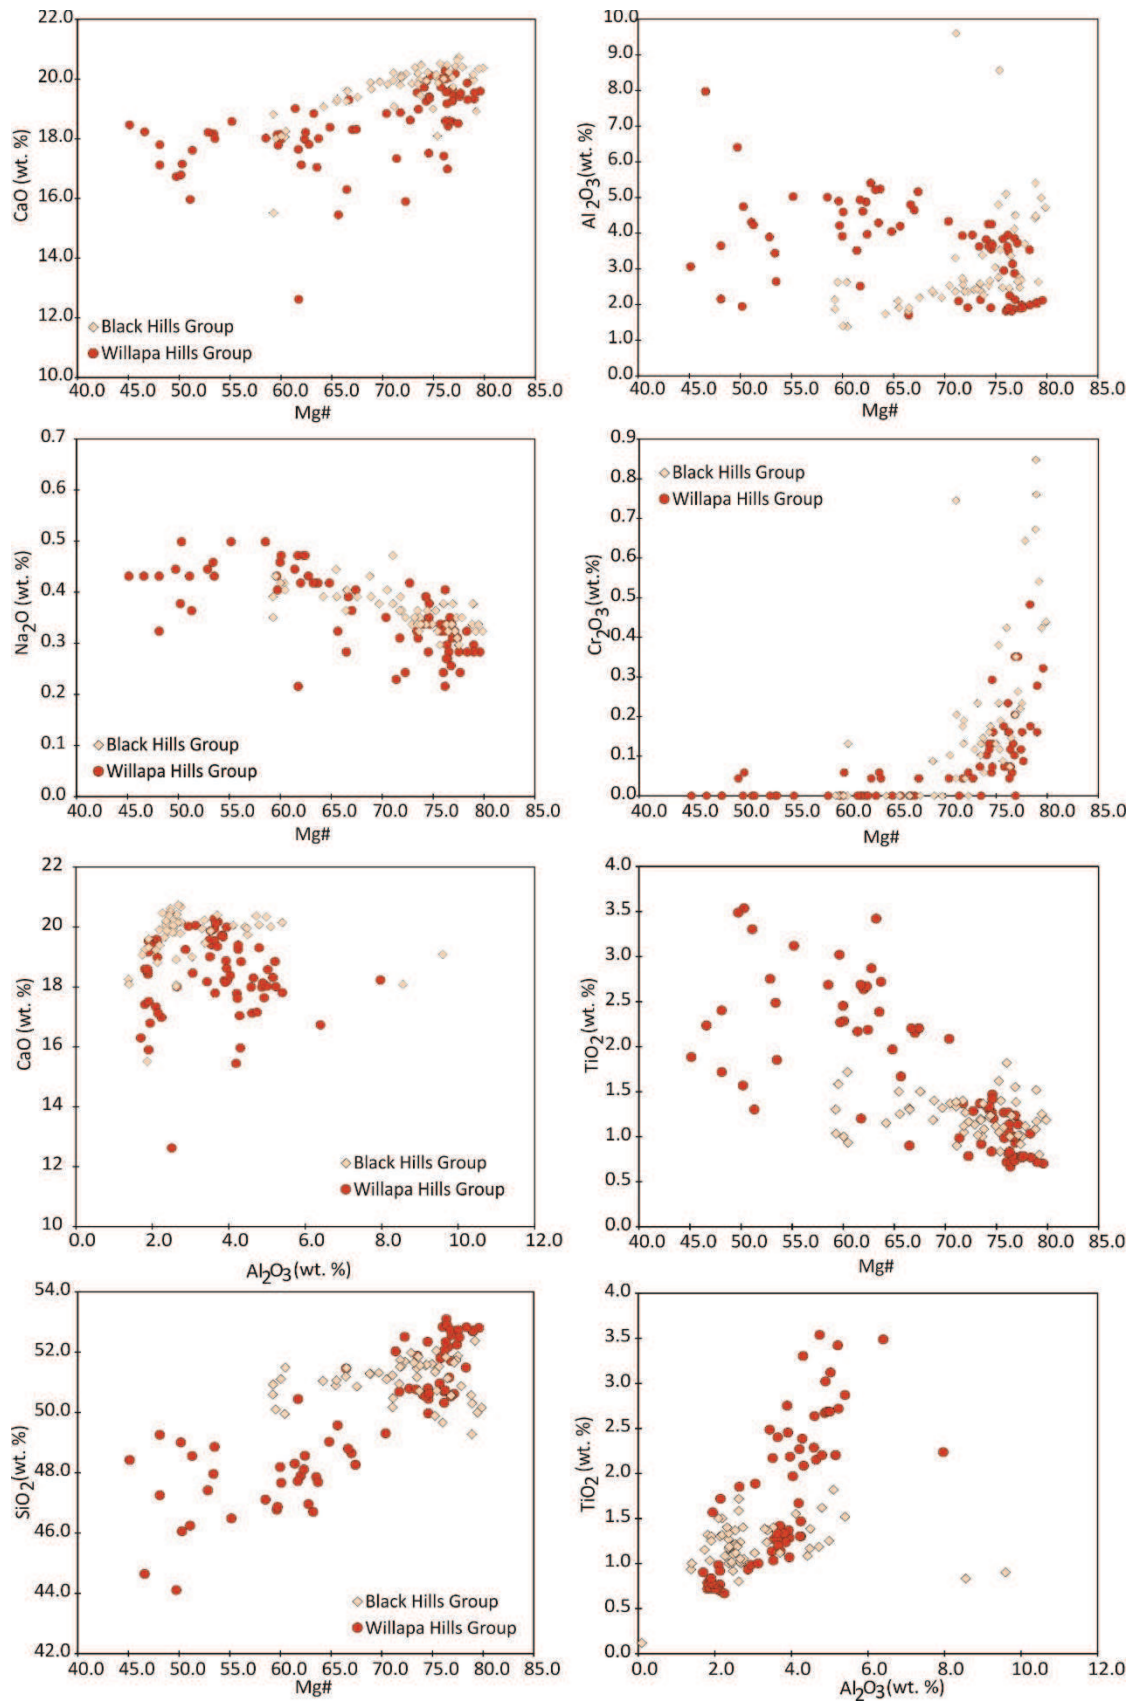 22.0
20.0
18.0
16.0
14.0
12.0
10.0
CaO (wt. %)
Black Hills Group
Willapa Hills Group
40.0 45.0 50.0 55.0 60.0 65.0 70.0 75.0 80.0 85.0
Mg#
10.0
9.0
8.0
7.0
6.0
5.0
4.0
3.0
2.0
1.0
0.0
Al2O3 (wt. %)
40.0 45.0 50.0 55.0 60.0 65.0 70.0 75.0 80.0 85.0
Mg#
0.7
0.6
0.5
0.4
0.3
0.2
0.1
0.0
Na2O (wt. %)
Black Hills Group
Willapa Hills Group
40.0 45.0 50.0 55.0 60.0 65.0 70.0 75.0 80.0 85.0
Mg#
0.9
0.8
0.7
0.6
0.5
0.4
0.3
0.2
0.1
0.0
Cr2O3 (wt.%)
Black Hills Group
Willapa Hills Group
40.0 45.0 50.0 55.0 60.0 65.0 70.0 75.0 80.0 85.0
Mg#
22
20
18
16
14
12
10
CaO (wt. %)
Black Hills Group
Willapa Hills Group
0.0 2.0 4.0 6.0 8.0 10.0 12.0
Al2O3 (wt. %)
4.0
3.5
3.0
2.5
2.0
1.5
1.0
0.5
0.0
TiO2 (wt. %)
40.0 45.0 50.0 55.0 60.0 65.0 70.0 75.0 80.0 85.0
Mg#
54.0
52.0
50.0
48.0
46.0
44.0
42.0
SiO2 (wt. %)
Black Hills Group
Willapa Hills Group
40.0 45.0 50.0 55.0 60.0 65.0 70.0 75.0 80.0 85.0
Mg#
4.0
3.5
3.0
2.5
2.0
1.5
1.0
0.5
0.0
TiO2 (wt. %)
0.0 2.0 4.0 6.0 8.0 10.0 12.0
Al2O3 (wt. %)